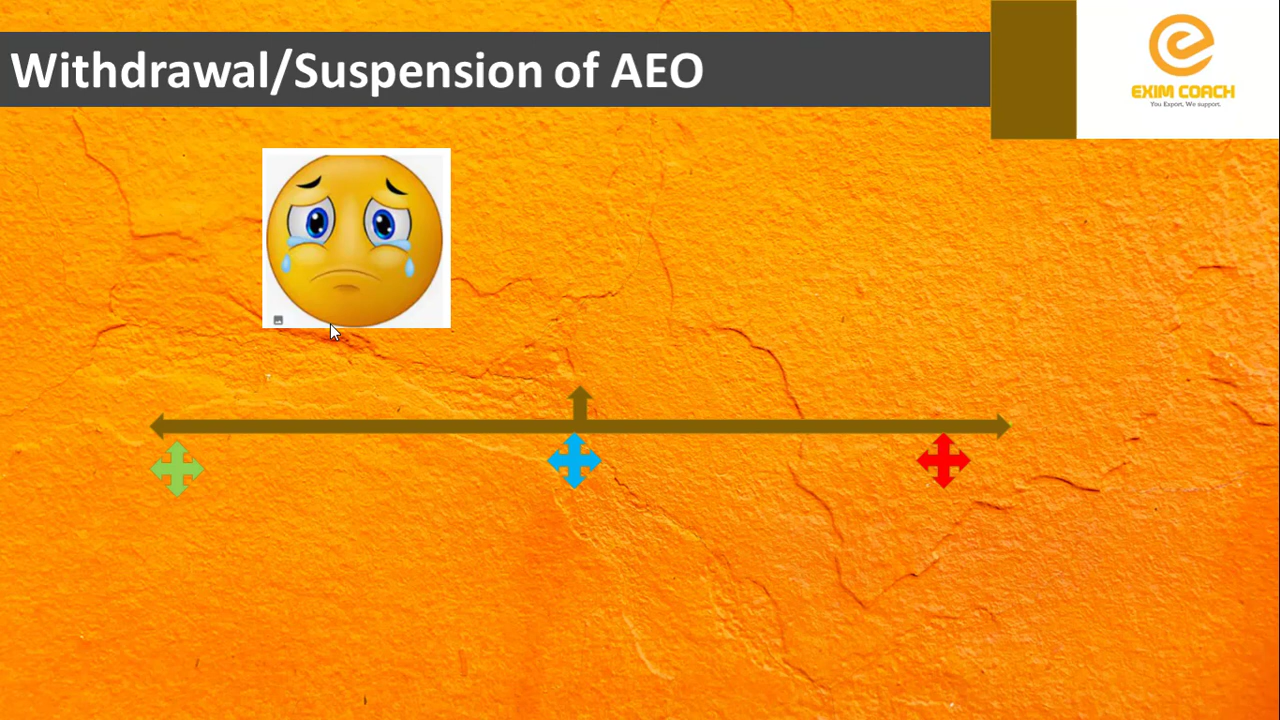 Withdrawal/Suspension of AEO
EXIM COACH
You Export, We support.